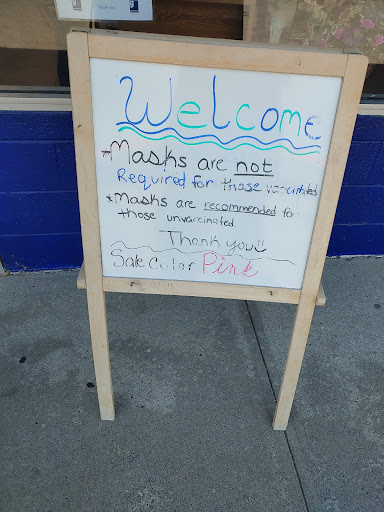 Welcome
*Masks are not
Required for those vaccinated
*Masks are recommended for
those unvaccinated
Thank you
Sale Color Pink